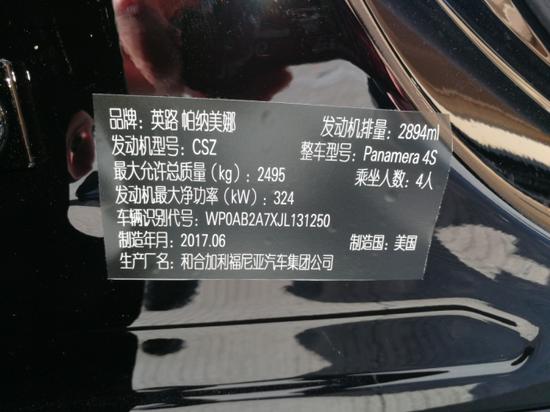 品牌：英路 帕纳美娜 发动机排量：2894ml
发动机型号：CSZ 整车型号：Panamera 4S
最大允许总质量（kg）：2495 乘坐人数：4人
发动机最大净功率（kW）：324
车辆识别代号：WP0AB2A7XJL131250
制造年月：2017.06 制造国：美国
生产厂名：和合加利福尼亚汽车集团公司